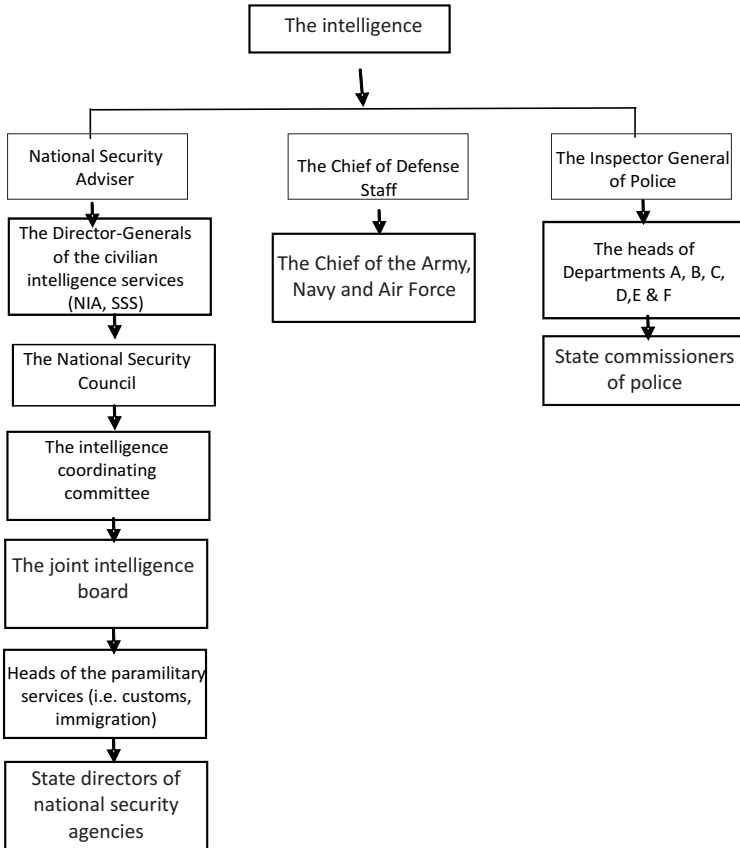 The intelligence
National Security
Adviser
The Director-Generals
of the civilian
intelligence services
(NIA, SSS)
The National Security
Council
The intelligence
coordinating
committee
The joint intelligence
board
Heads of the paramilitary
services (i.e. customs,
immigration)
State directors of
national security
agencies
The Chief of Defense
Staff
The Chief of the Army,
Navy and Air Force
The Inspector General
of Police
The heads of
Departments A, B, C,
D,E & F
State commissioners
of police